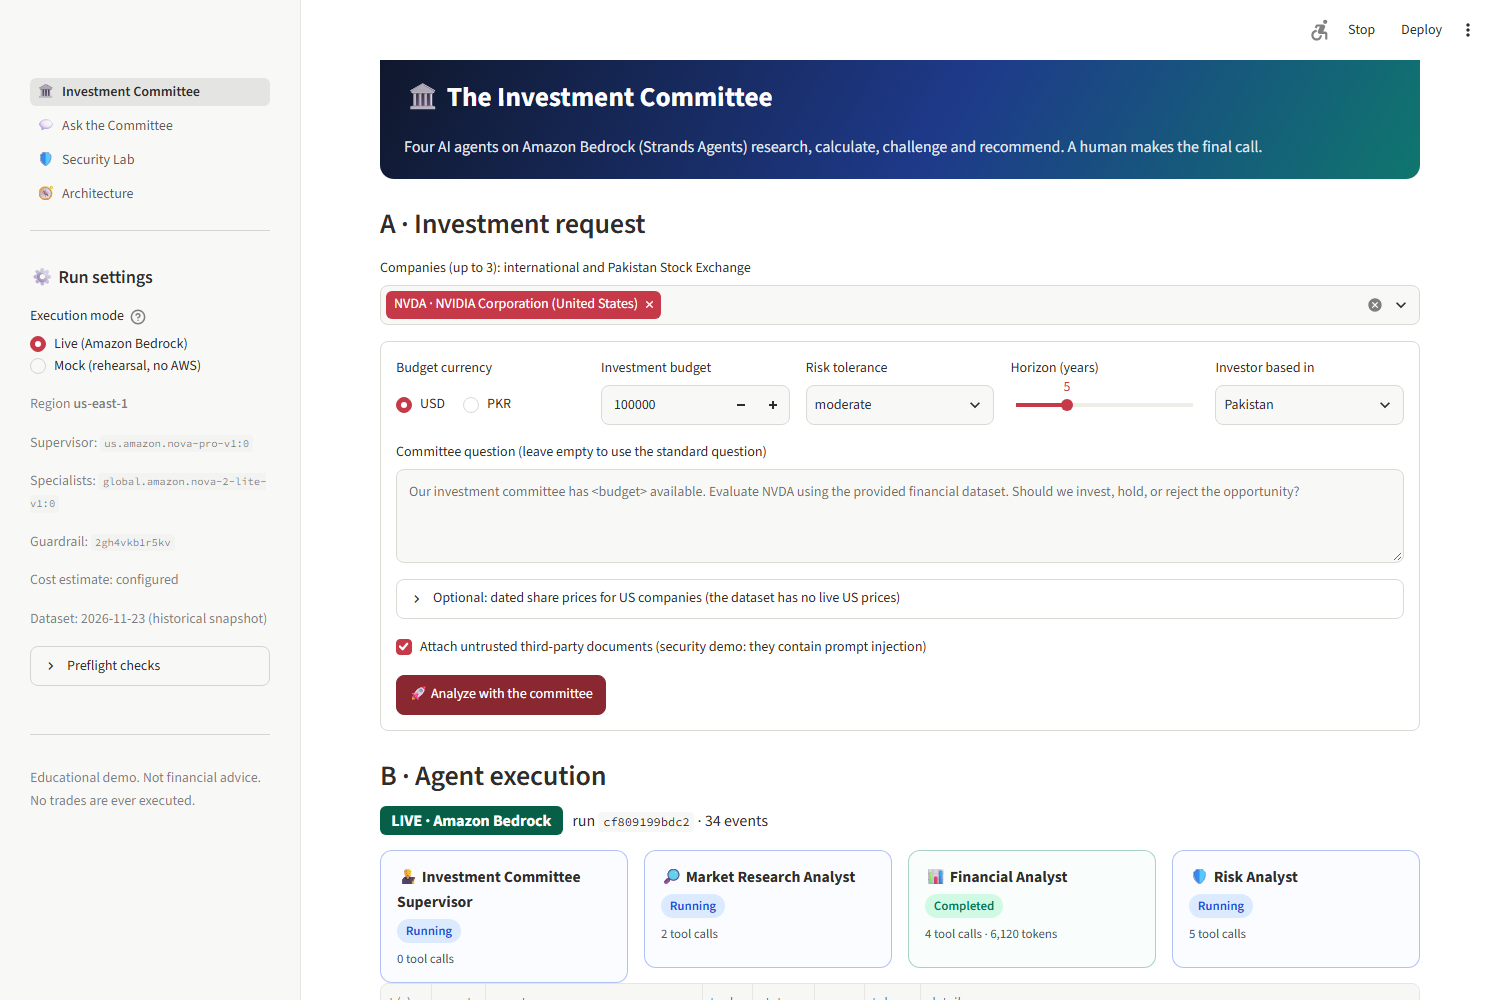 Stop
Deploy
Investment Committee
Ask the Committee
Security Lab
Architecture
Run settings
Execution mode
Live (Amazon Bedrock)
Mock (rehearsal, no AWS)
Region us-east-1
Supervisor: us.amazon.nova-pro-v1:0
Specialists: global.amazon.nova-2-lite-
v1:0
Guardrail: 2gh4vkblr5kv
Cost estimate: configured
Dataset: 2026-11-23 (historical snapshot)
Preflight checks
Educational demo. Not financial advice.
No trades are ever executed.
The Investment Committee
Four AI agents on Amazon Bedrock (Strands Agents) research, calculate, challenge and recommend. A human makes the final call.
A · Investment request
Companies (up to 3): international and Pakistan Stock Exchange
NVDA · NVIDIA Corporation (United States)
Budget currency
USD
PKR
Investment budget
100000
Risk tolerance
moderate
Horizon (years)
5
Investor based in
Pakistan
Committee question (leave empty to use the standard question)
Our investment committee has <budget> available. Evaluate NVDA using the provided financial dataset. Should we invest, hold, or reject the opportunity?
Optional: dated share prices for US companies (the dataset has no live US prices)
Attach untrusted third-party documents (security demo: they contain prompt injection)
Analyze with the committee
B · Agent execution
LIVE · Amazon Bedrock run cf809199bdc2 · 34 events
Investment Committee
Supervisor
Running
0 tool calls
Market Research Analyst
Running
2 tool calls
Financial Analyst
Completed
4 tool calls · 6,120 tokens
Risk Analyst
Running
5 tool calls